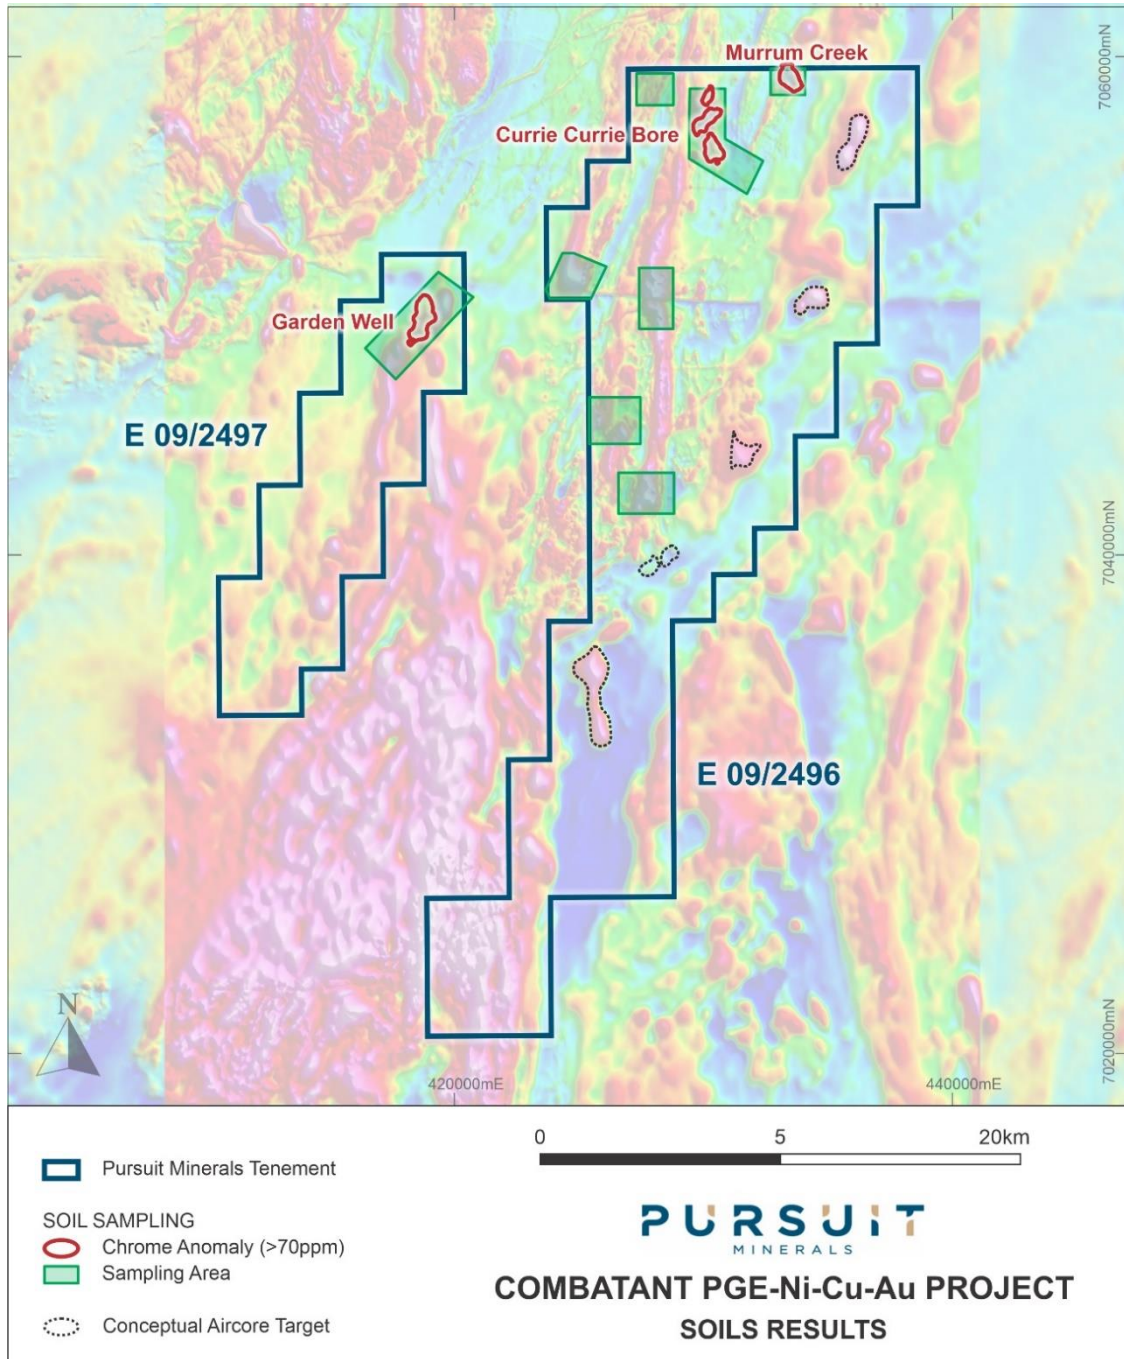 Murrum Creek
7060000mN
Currie Currie Bore
Garden Well
E 09/2497
7040000mN
E 09/2496
N
420000mE
440000mE
7020000mN
0 5 20km
Pursuit Minerals Tenement
SOIL SAMPLING
Chrome Anomaly (>70ppm)
Sampling Area
Conceptual Aircore Target
PURSUIT
MINERALS
COMBATANT PGE-Ni-Cu-Au PROJECT
SOILS RESULTS